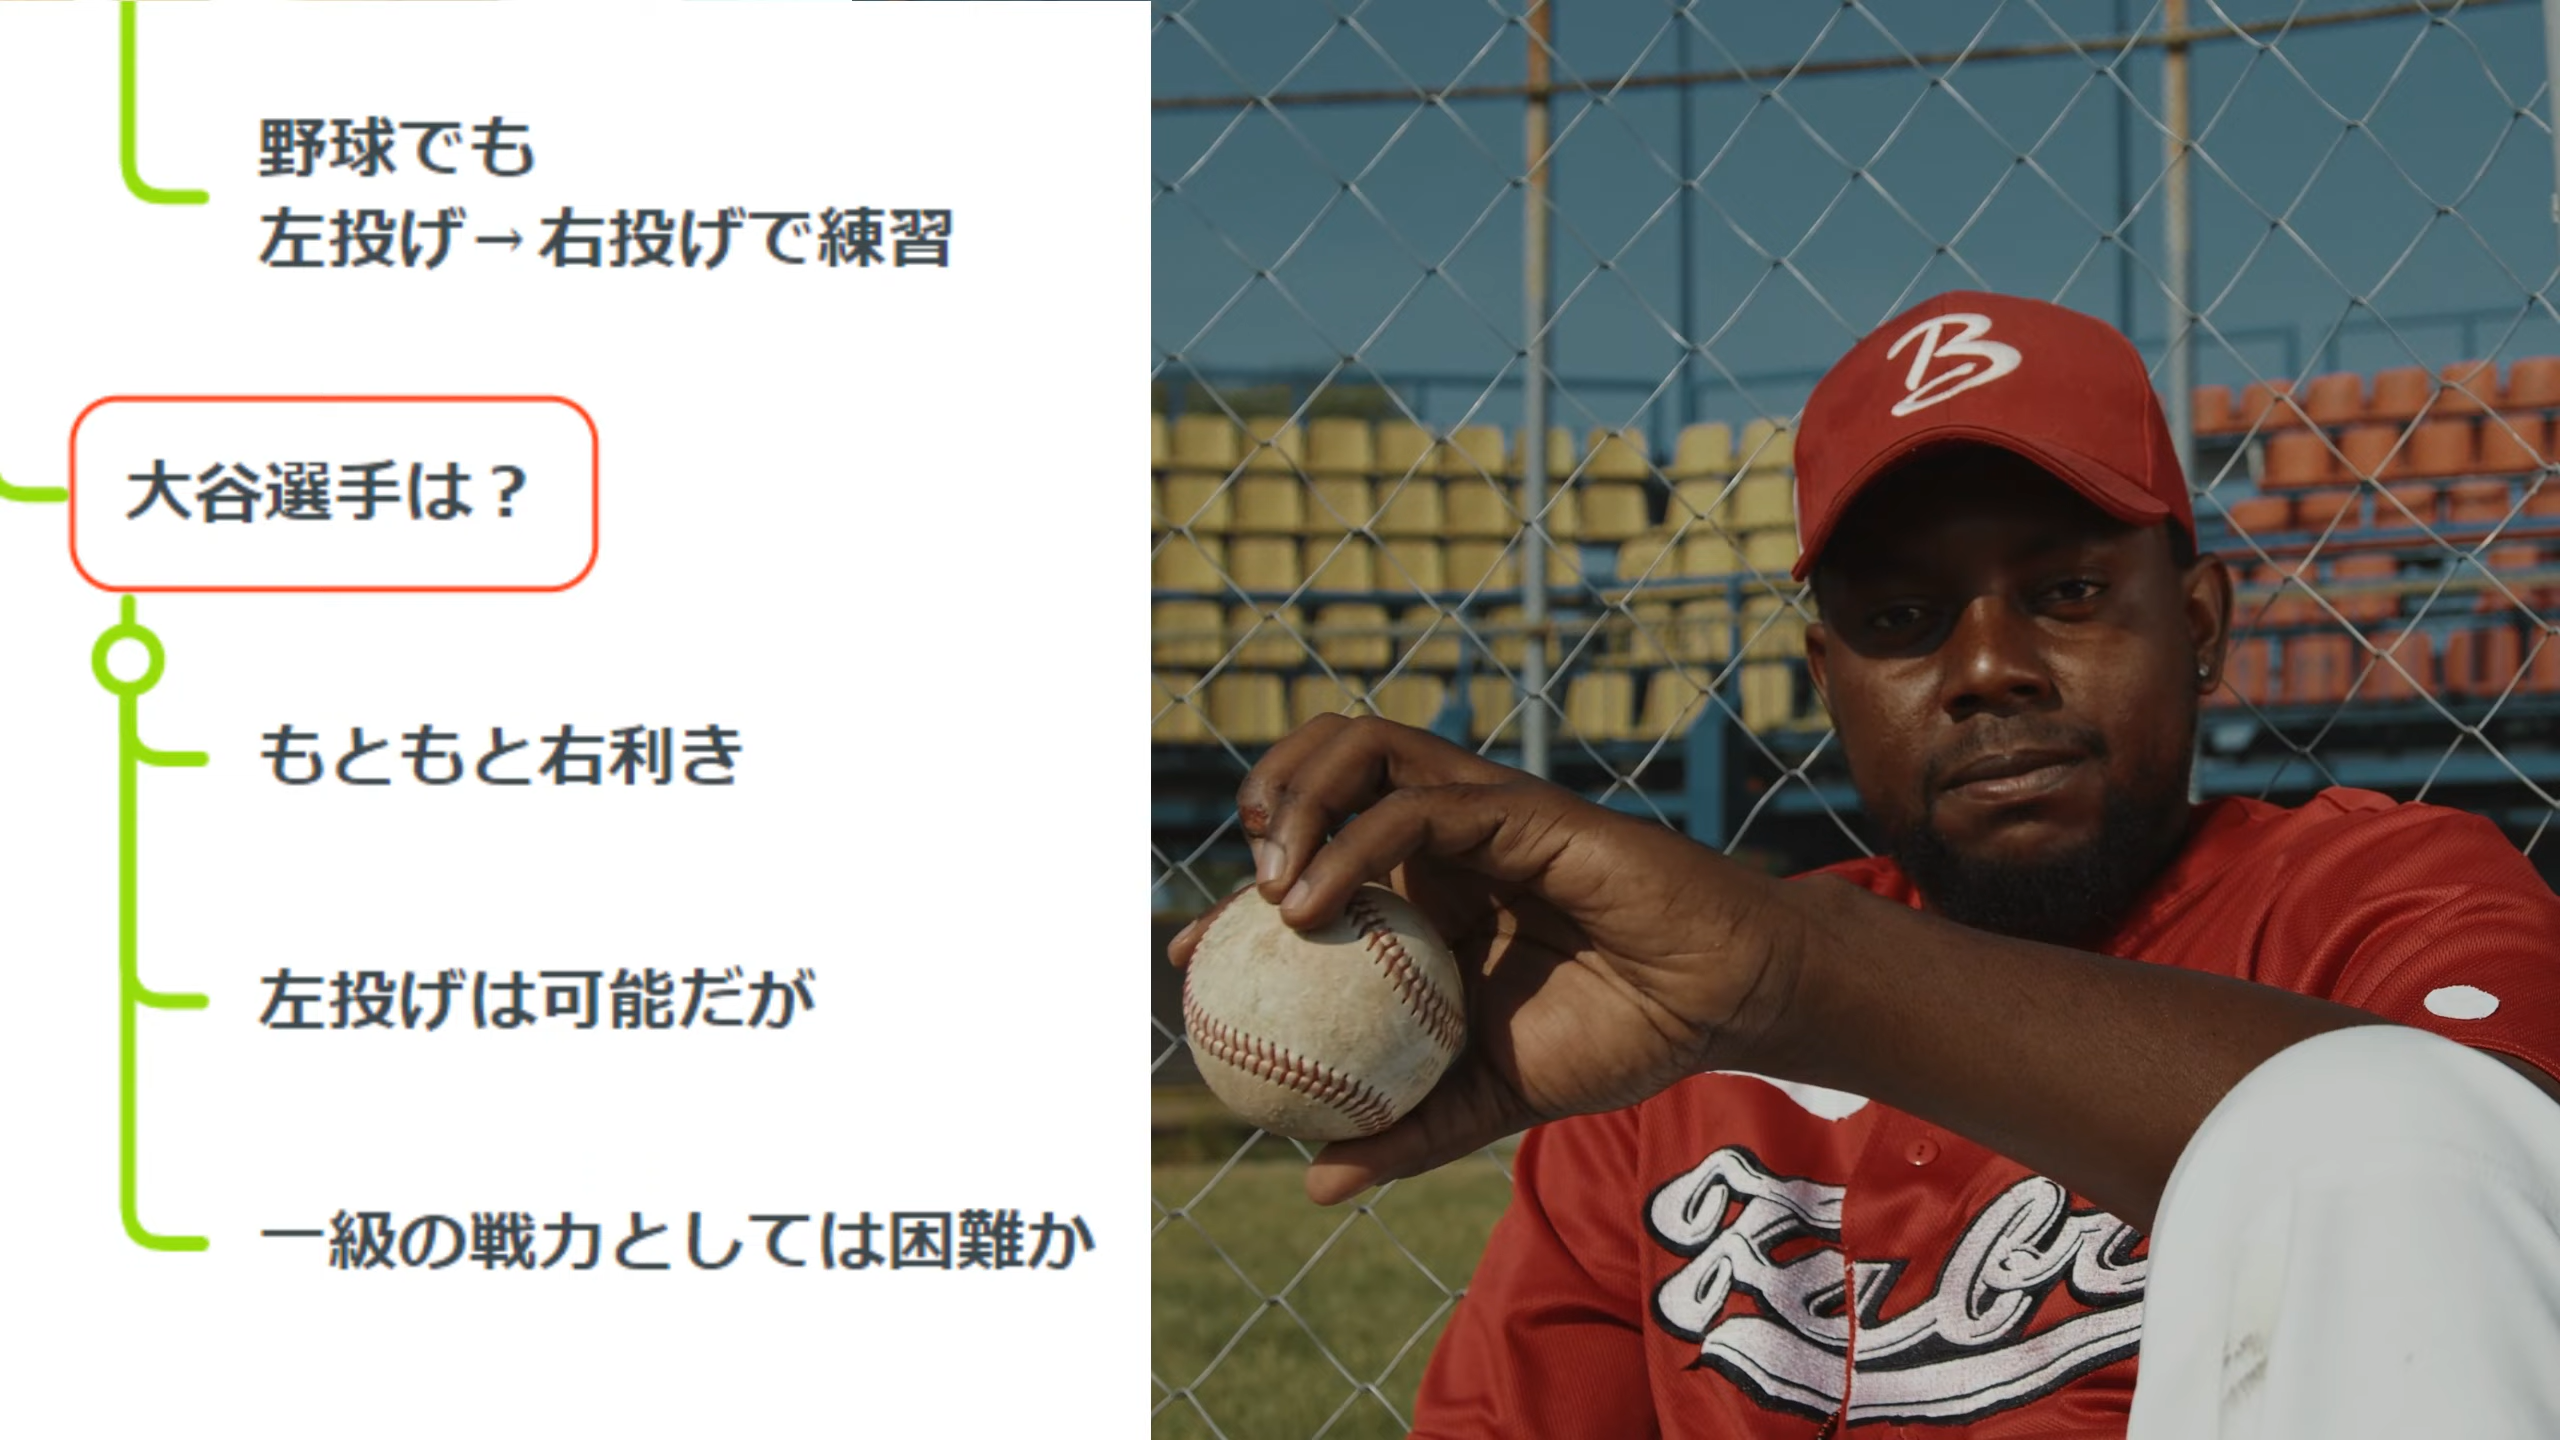 野球でも
左投げ→右投げで練習
大谷選手は？
もともと右利き
左投げは可能だが
一級の戦力としては困難か
B